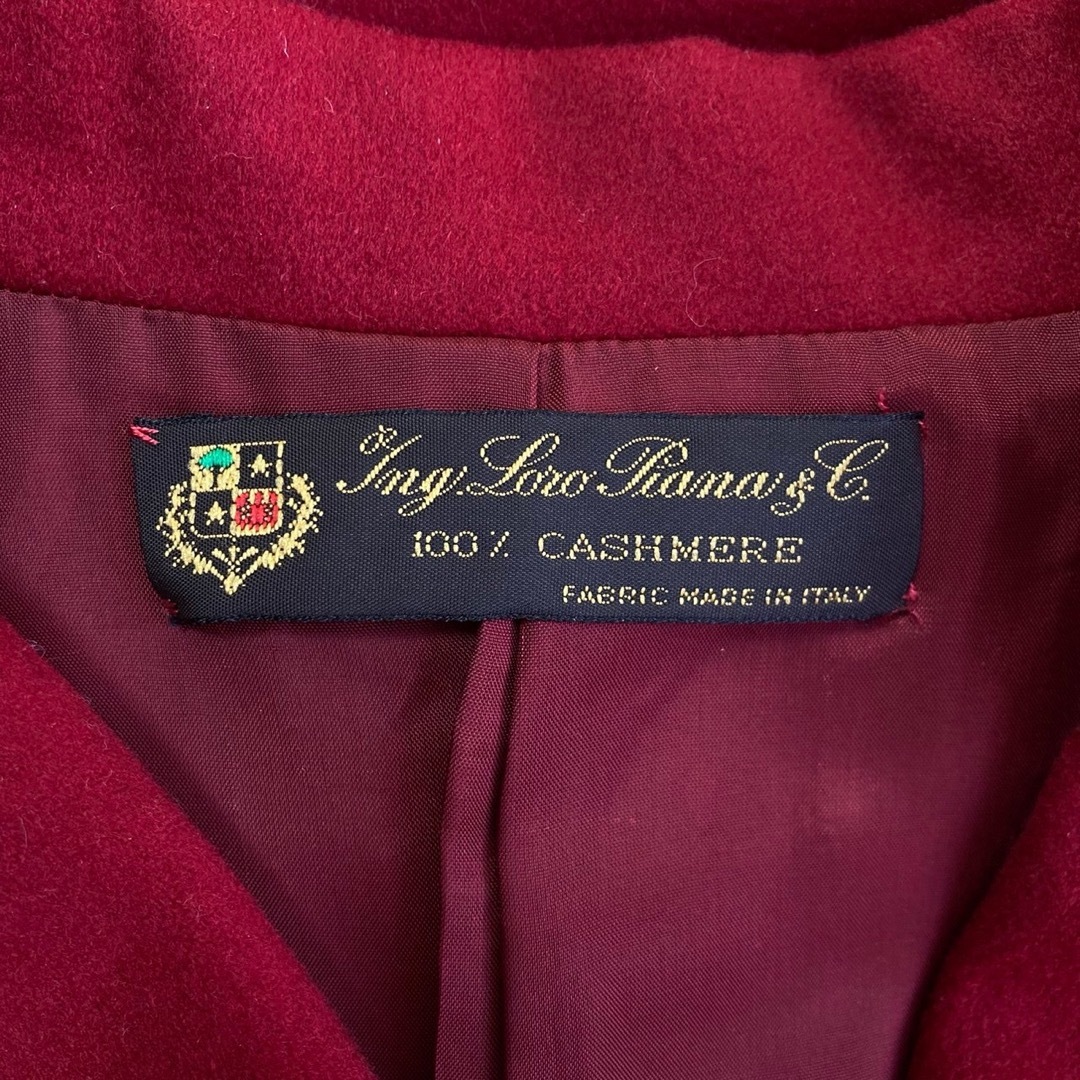 Ing. Loro Piana & C.
100% CASHMERE
FABRIC MADE IN ITALY